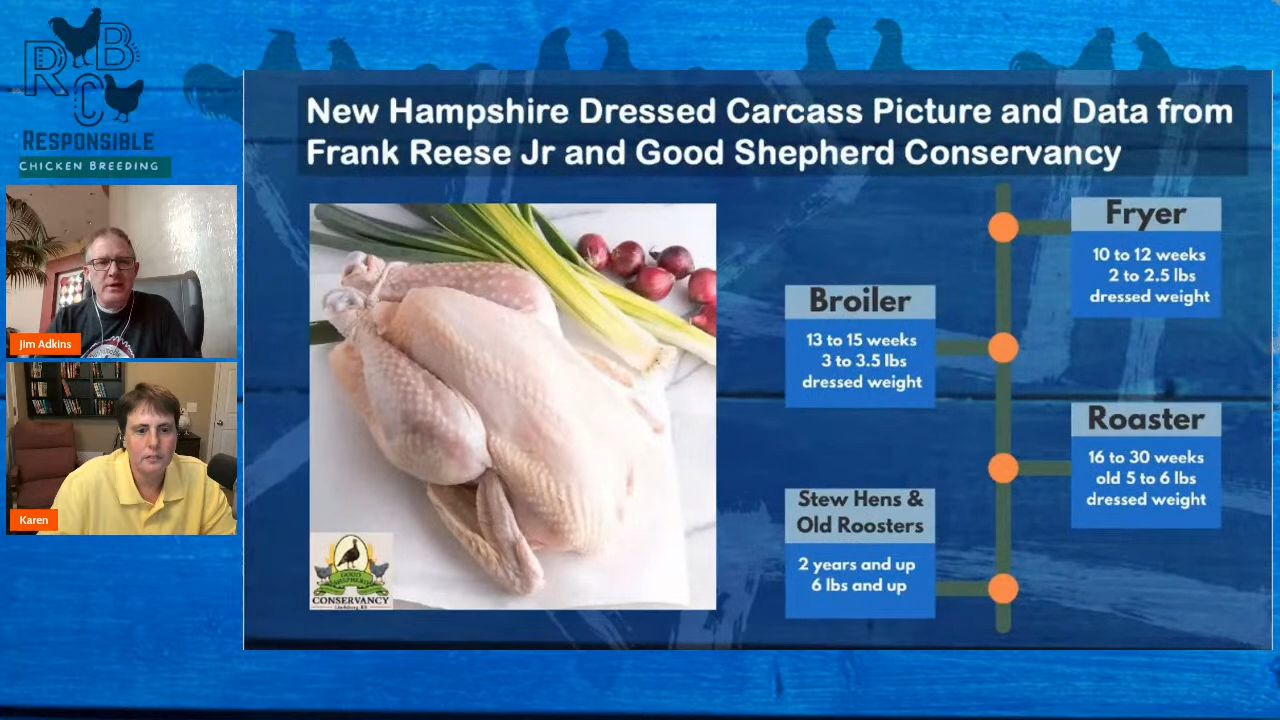 R B
C
RESPONSIBLE
CHICKEN BREEDING
New Hampshire Dressed Carcass Picture and Data from
Frank Reese Jr and Good Shepherd Conservancy
Fryer
10 to 12 weeks
2 to 2.5 lbs
dressed weight
Broiler
13 to 15 weeks
3 to 3.5 lbs
dressed weight
Roaster
16 to 30 weeks
old 5 to 6 lbs
dressed weight
Stew Hens &
Old Roosters
2 years and up
6 lbs and up
Jim Adkins
Karen
GOOD
SHEPHERD
CONSERVANCY